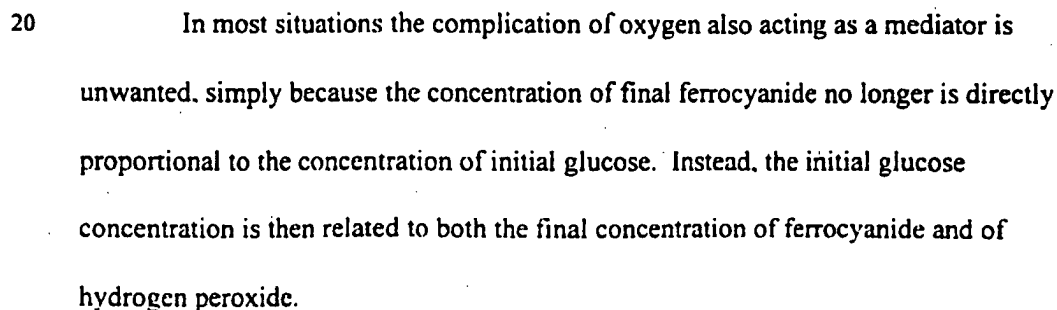 20 In most situations the complication of oxygen also acting as a mediator is
unwanted, simply because the concentration of final ferrocyanide no longer is directly
proportional to the concentration of initial glucose. Instead, the initial glucose
concentration is then related to both the final concentration of ferrocyanide and of
hydrogen peroxide.